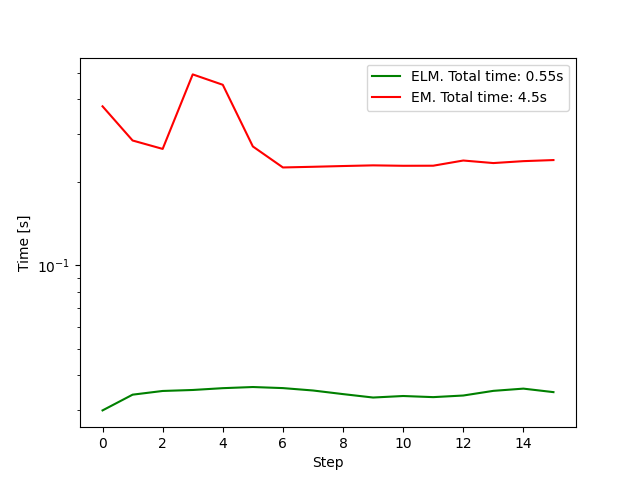 ELM. Total time: 0.55s
EM. Total time: 4.5s
Time [s]
10⁻¹
0 2 4 6 8 10 12 14
Step